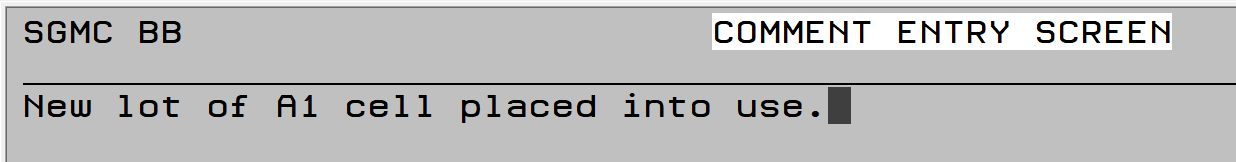 SGMC BB COMMENT ENTRY SCREEN
New lot of A1 cell placed into use.